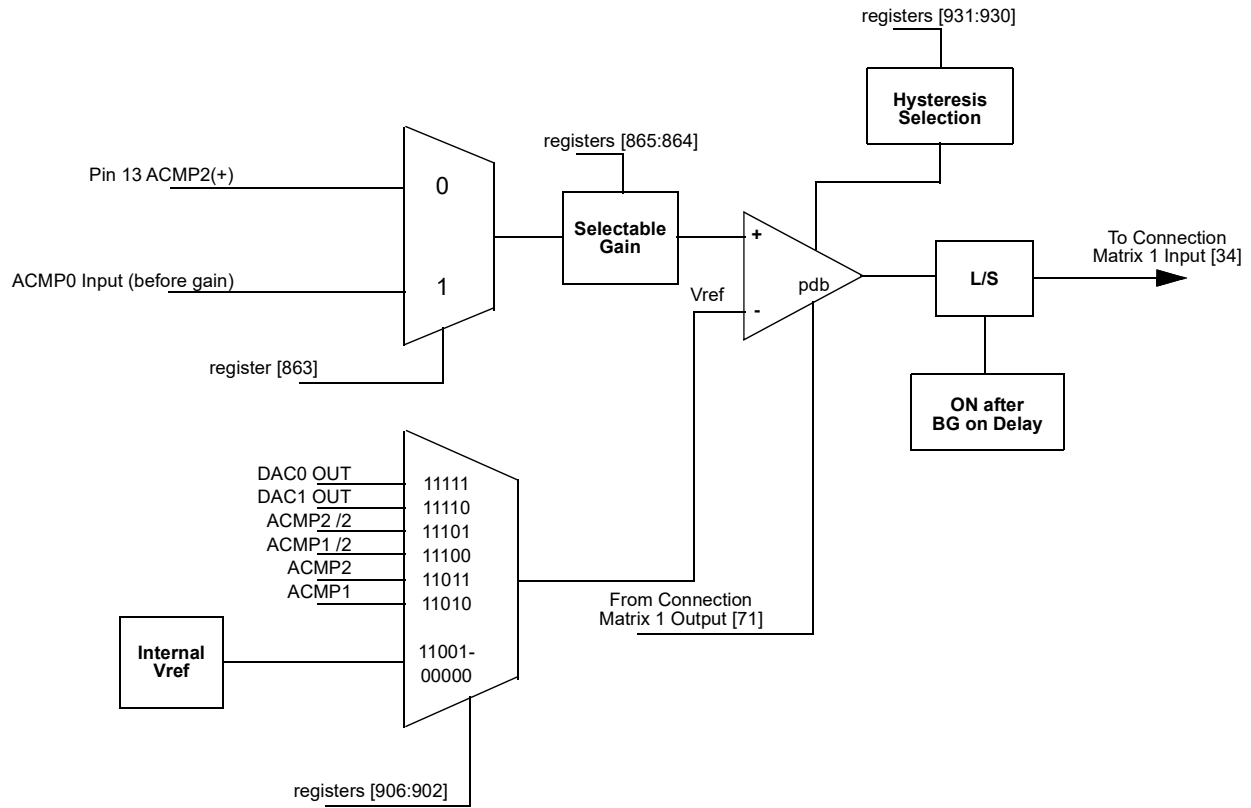 registers [931:930]
Hysteresis
Selection
registers [865:864]
Pin 13 ACMP2(+)
0
Selectable
Gain
+
To Connection
Matrix 1 Input [34]
ACMP0 Input (before gain)
1
Vref
pdb
-
L/S
register [863]
ON after
BG on Delay
DAC0 OUT
11111
DAC1 OUT
11110
ACMP2 /2
11101
ACMP1 /2
11100
ACMP2
11011
ACMP1
11010
From Connection
Matrix 1 Output [71]
Internal
Vref
11001-
00000
registers [906:902]